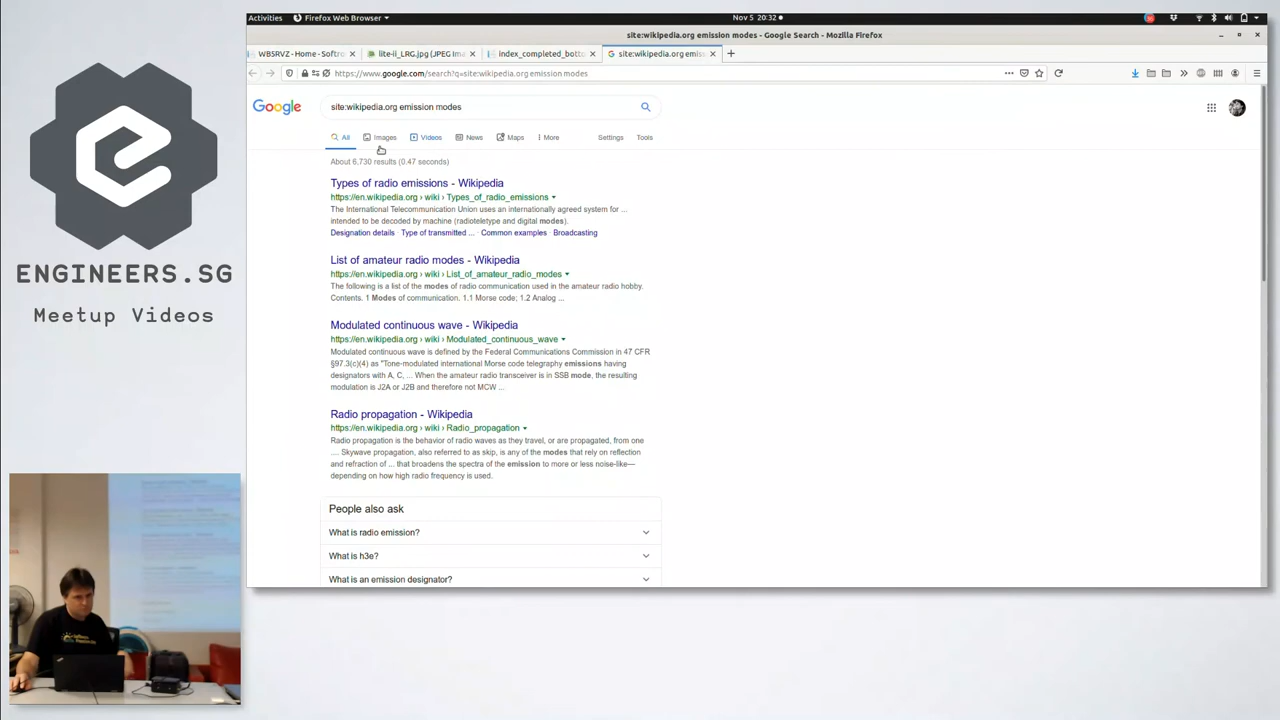 Activities
Firefox Web Browser
Nov 5 20:32
site:wikipedia.org emission modes - Google Search - Mozilla Firefox
WB5RVZ - Home - Softro
lite-ii_LRG.jpg (JPEG Ima
index_completed_botto
site:wikipedia.org emissi
https://www.google.com/search?q=site:wikipedia.org emission modes
Google
site:wikipedia.org emission modes
All
Images
Videos
News
Maps
More
Settings
Tools
About 6,730 results (0.47 seconds)
Types of radio emissions - Wikipedia
https://en.wikipedia.org › wiki › Types_of_radio_emissions
The International Telecommunication Union uses an internationally agreed system for ...
intended to be decoded by machine (radioteletype and digital modes).
Designation details · Type of transmitted ... · Common examples · Broadcasting
List of amateur radio modes - Wikipedia
https://en.wikipedia.org › wiki › List_of_amateur_radio_modes
The following is a list of the modes of radio communication used in the amateur radio hobby.
Contents. 1 Modes of communication. 1.1 Morse code; 1.2 Analog ...
Modulated continuous wave - Wikipedia
https://en.wikipedia.org › wiki › Modulated_continuous_wave
Modulated continuous wave is defined by the Federal Communications Commission in 47 CFR
§97.3(c)(4) as "Tone-modulated international Morse code telegraphy emissions having
designators with A, C, ... When the amateur radio transceiver is in SSB mode, the resulting
modulation is J2A or J2B and therefore not MCW ...
Radio propagation - Wikipedia
https://en.wikipedia.org › wiki › Radio_propagation
Radio propagation is the behavior of radio waves as they travel, or are propagated, from one
.... Skywave propagation, also referred to as skip, is any of the modes that rely on reflection
and refraction of ... that broadens the spectra of the emission to more or less noise-like—
depending on how high radio frequency is used.
People also ask
What is radio emission?
What is h3e?
What is an emission designator?
ENGINEERS.SG
Meetup Videos